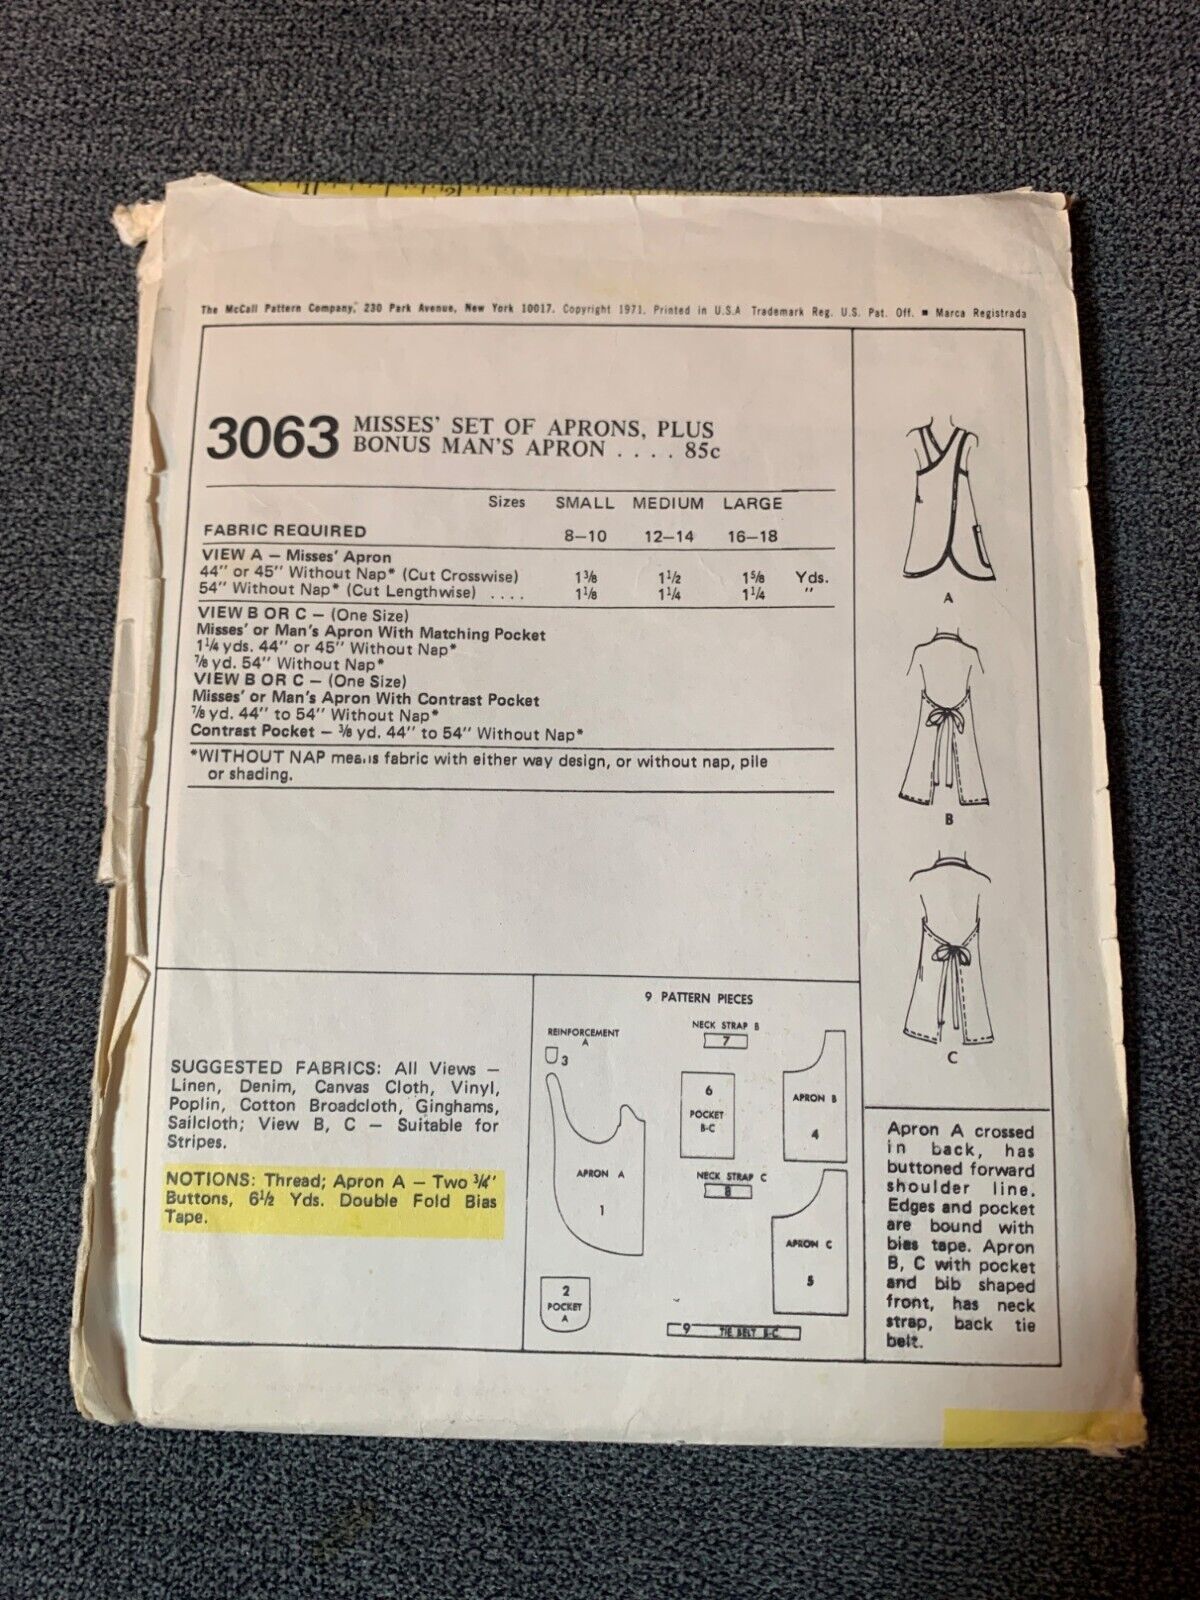 1 2
The McCall Pattern Company, 230 Park Avenue, New York 10017. Copyright 1971. Printed in U.S.A Trademark Reg. U.S. Pat. Off. ■ Marca Registrada
3063 MISSES' SET OF APRONS, PLUS
BONUS MAN'S APRON . . . . 85c
Sizes SMALL MEDIUM LARGE
FABRIC REQUIRED 8–10 12–14 16–18
VIEW A – Misses' Apron
44" or 45" Without Nap* (Cut Crosswise) 1⅜ 1½ 1⅝ Yds.
54" Without Nap* (Cut Lengthwise) .... 1⅛ 1¼ 1¼ "
VIEW B OR C – (One Size)
Misses' or Man's Apron With Matching Pocket
1¼ yds. 44" or 45" Without Nap*
⅞ yd. 54" Without Nap*
VIEW B OR C – (One Size)
Misses' or Man's Apron With Contrast Pocket
⅞ yd. 44" to 54" Without Nap*
Contrast Pocket – ⅜ yd. 44" to 54" Without Nap*
*WITHOUT NAP means fabric with either way design, or without nap, pile
or shading.
A
B
C
SUGGESTED FABRICS: All Views –
Linen, Denim, Canvas Cloth, Vinyl,
Poplin, Cotton Broadcloth, Ginghams,
Sailcloth; View B, C – Suitable for
Stripes.
NOTIONS: Thread; Apron A – Two ¾"
Buttons, 6½ Yds. Double Fold Bias
Tape.
9 PATTERN PIECES
REINFORCEMENT
A
3
APRON A
1
2
POCKET
A
NECK STRAP B
7
6
POCKET
B-C
NECK STRAP C
8
APRON B
4
APRON C
5
9 TIE BELT B-C
Apron A crossed
in back, has
buttoned forward
shoulder line.
Edges and pocket
are bound with
bias tape. Apron
B, C with pocket
and bib shaped
front, has neck
strap, back tie
belt.